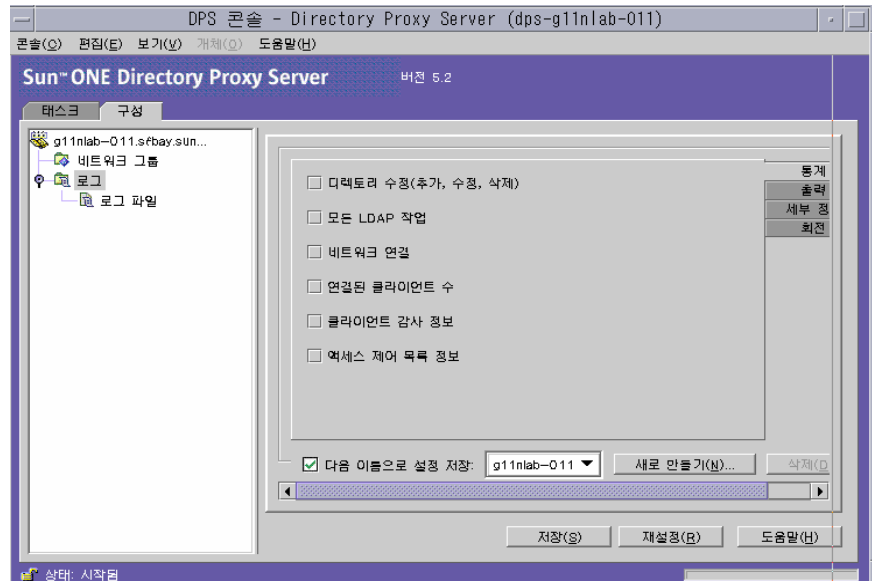 DPS 콘솔 - Directory Proxy Server (dps-g11nlab-011)
콘솔(O) 편집(E) 보기(V) 개체(O) 도움말(H)
Sun™ ONE Directory Proxy Server 버전 5.2
태스크 구성
g11nlab-011.sfbay.sun...
네트워크 그룹
로그
로그 파일
통계
출력
세부 정
회전
디렉토리 수정(추가, 수정, 삭제)
모든 LDAP 작업
네트워크 연결
연결된 클라이언트 수
클라이언트 감사 정보
액세스 제어 목록 정보
다음 이름으로 설정 저장: g11nlab-011 새로 만들기(N)... 삭제(D
저장(S) 재설정(R) 도움말(H)
상태: 시작됨